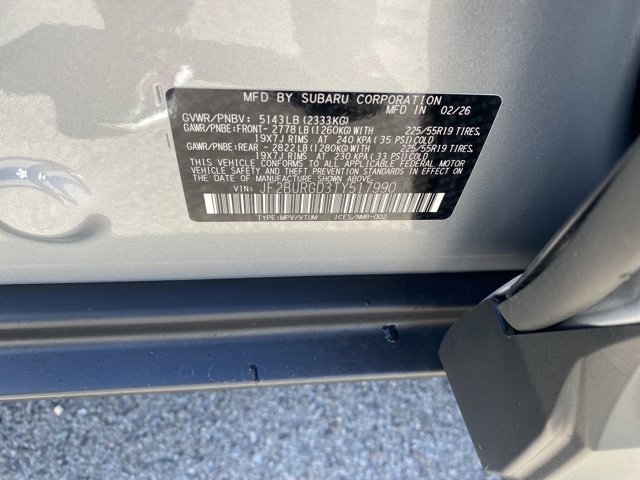 MFD BY SUBARU CORPORATION
GVWR/PNBV: 5143LB(2333KG) MFD IN 02/26
GAWR/PNBE:FRONT- 2778LB(1260KG)WITH 225/55R19 TIRES.
19X7J RIMS AT 240 KPA(35 PSI)COLD
GAWR/PNBE:REAR - 2822LB(1280KG)WITH 225/55R19 TIRES.
19X7J RIMS AT 230 KPA(33 PSI)COLD
THIS VEHICLE CONFORMS TO ALL APPLICABLE FEDERAL MOTOR
VEHICLE SAFETY AND THEFT PREVENTION STANDARDS IN EFFECT ON
THE DATE OF MANUFACTURE SHOWN ABOVE.
VIN: JF2BURGD3TY517990
TYPE:MPV/VTUM ICES/NMB-002